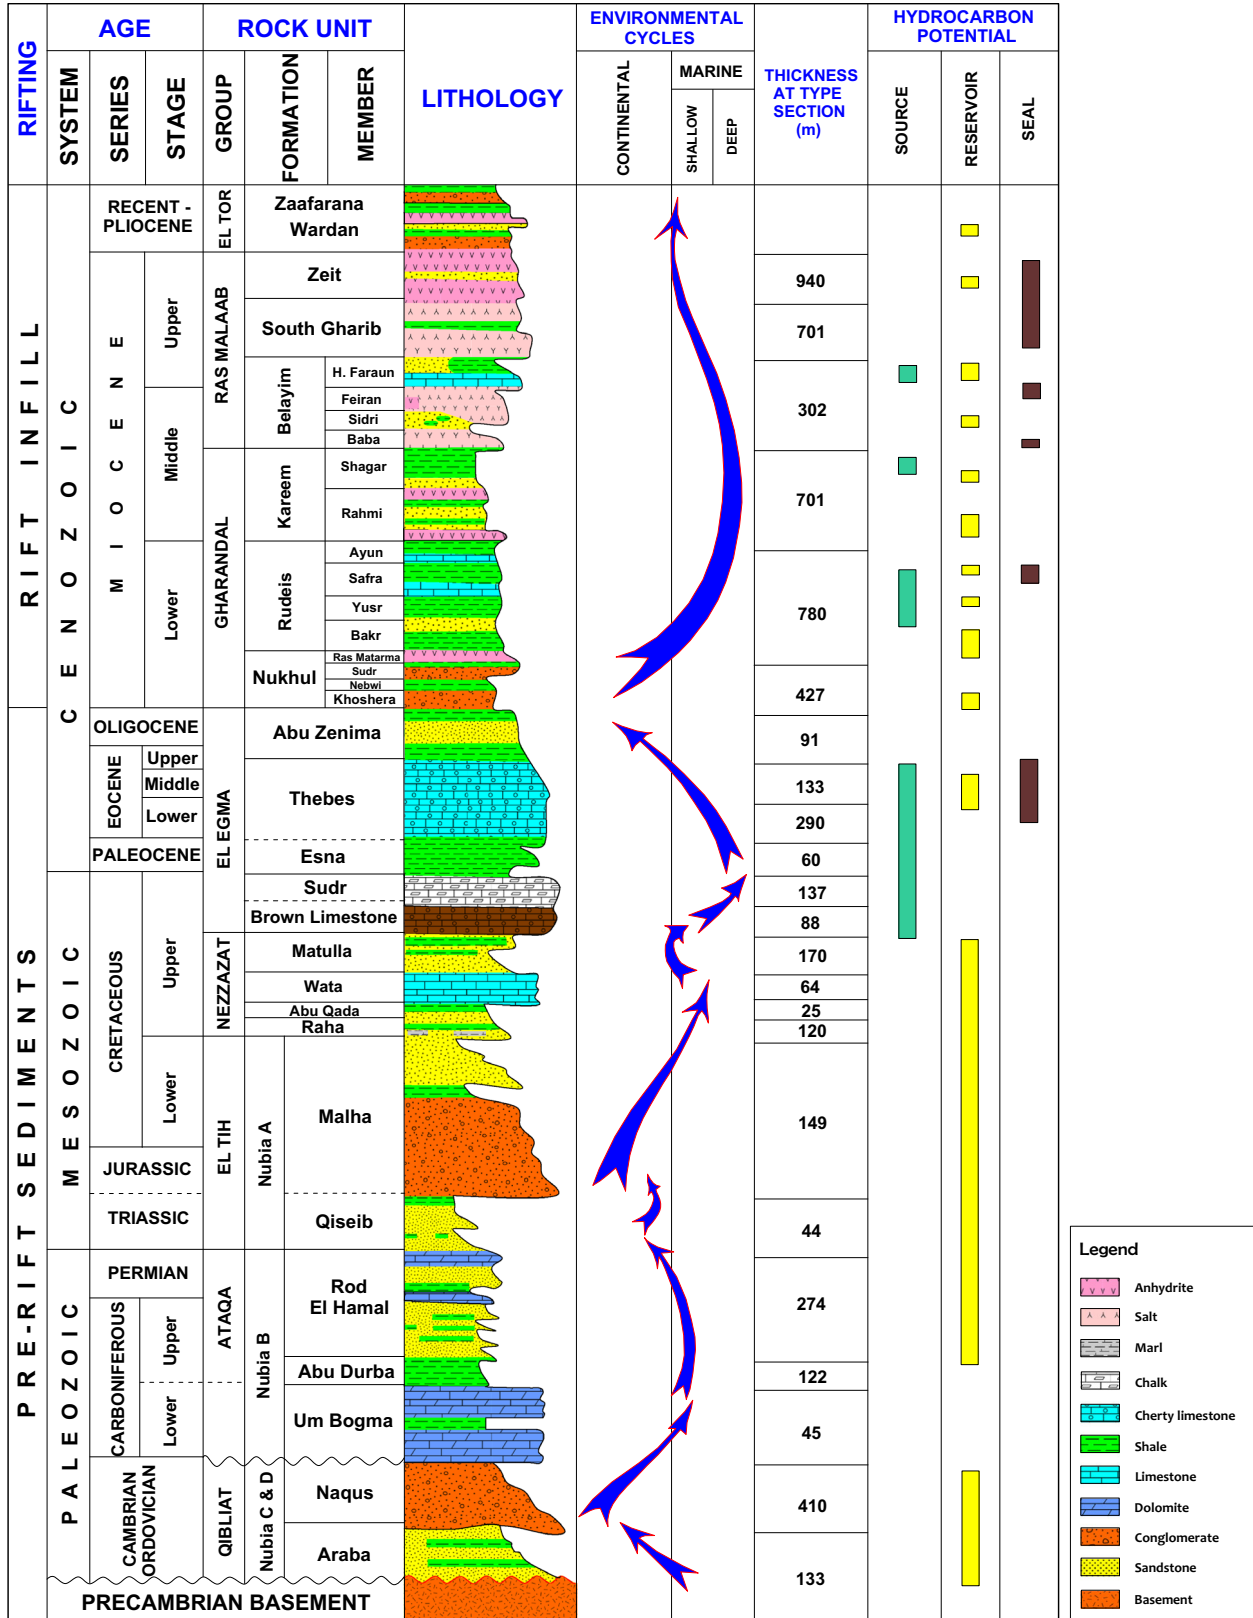 RIFTING
AGE
ROCK UNIT
LITHOLOGY
ENVIRONMENTAL
CYCLES
THICKNESS
AT TYPE
SECTION
(m)
HYDROCARBON
POTENTIAL
SYSTEM
SERIES
STAGE
GROUP
FORMATION
MEMBER
CONTINENTAL
MARINE
SHALLOW
DEEP
SOURCE
RESERVOIR
SEAL
RIFT INFILL
PRE-RIFT SEDIMENTS
CENOZOIC
MESOZOIC
PALEOZOIC
RECENT -
PLIOCENE
MIOCENE
Upper
Middle
Lower
OLIGOCENE
EOCENE
Upper
Middle
Lower
PALEOCENE
CRETACEOUS
Upper
Lower
JURASSIC
TRIASSIC
PERMIAN
CARBONIFEROUS
Upper
Lower
CAMBRIAN
ORDOVICIAN
EL TOR
RAS MALAAB
GHARANDAL
EL EGMA
NEZZAZAT
EL TIH
ATAQA
QIBLIAT
Nubia A
Nubia B
Nubia C & D
Zaafarana
Wardan
Zeit
South Gharib
Belayim
H. Faraun
Feiran
Sidri
Baba
Kareem
Shagar
Rahmi
Rudeis
Ayun
Safra
Yusr
Bakr
Nukhul
Ras Matarma
Sudr
Nebwi
Khoshera
Abu Zenima
Thebes
Esna
Sudr
Brown Limestone
Matulla
Wata
Abu Qada
Raha
Malha
Qiseib
Rod
El Hamal
Abu Durba
Um Bogma
Naqus
Araba
PRECAMBRIAN BASEMENT
940
701
302
701
780
427
91
133
290
60
137
88
170
64
25
120
149
44
274
122
45
410
133
Legend
Anhydrite
Salt
Marl
Chalk
Cherty limestone
Shale
Limestone
Dolomite
Conglomerate
Sandstone
Basement